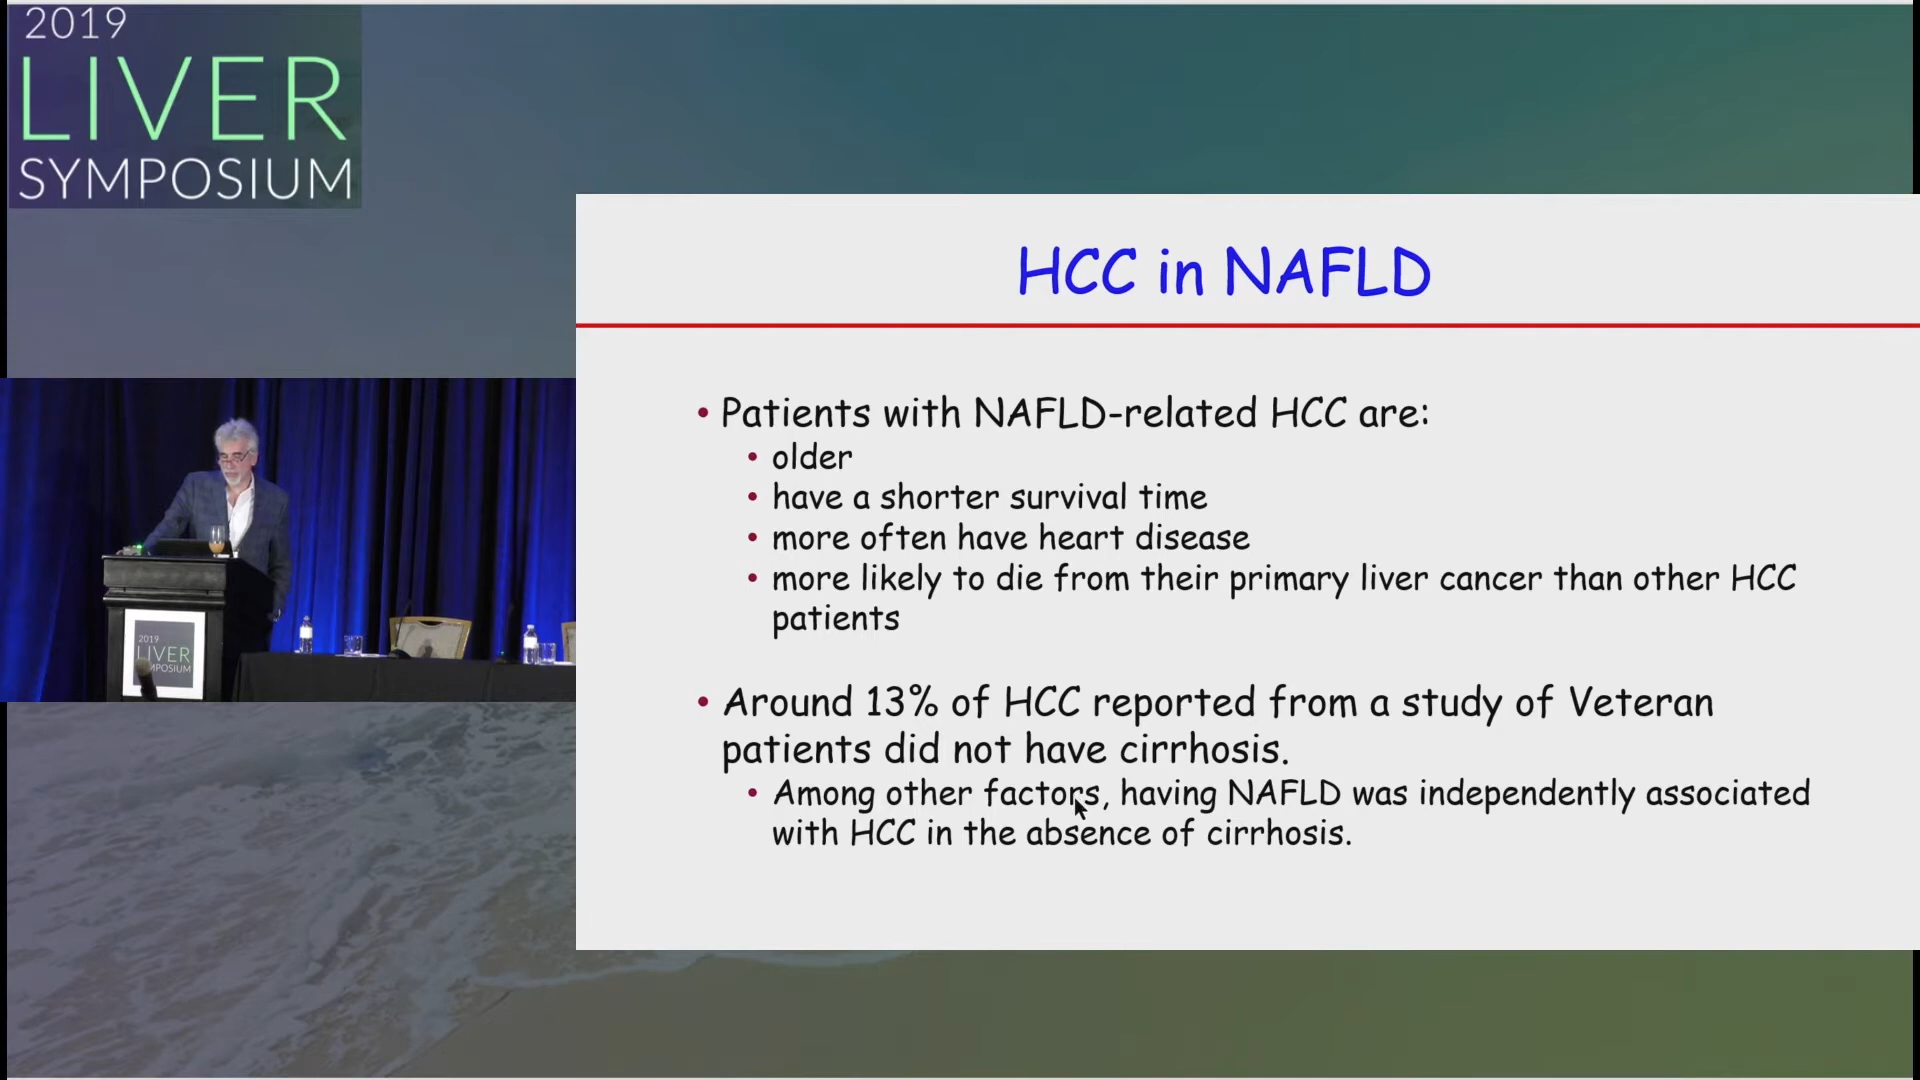 2019
LIVER
SYMPOSIUM
HCC in NAFLD
• Patients with NAFLD-related HCC are:
• older
• have a shorter survival time
• more often have heart disease
• more likely to die from their primary liver cancer than other HCC
patients
• Around 13% of HCC reported from a study of Veteran
patients did not have cirrhosis.
• Among other factors, having NAFLD was independently associated
with HCC in the absence of cirrhosis.
2019
LIVER
MPOSIUM